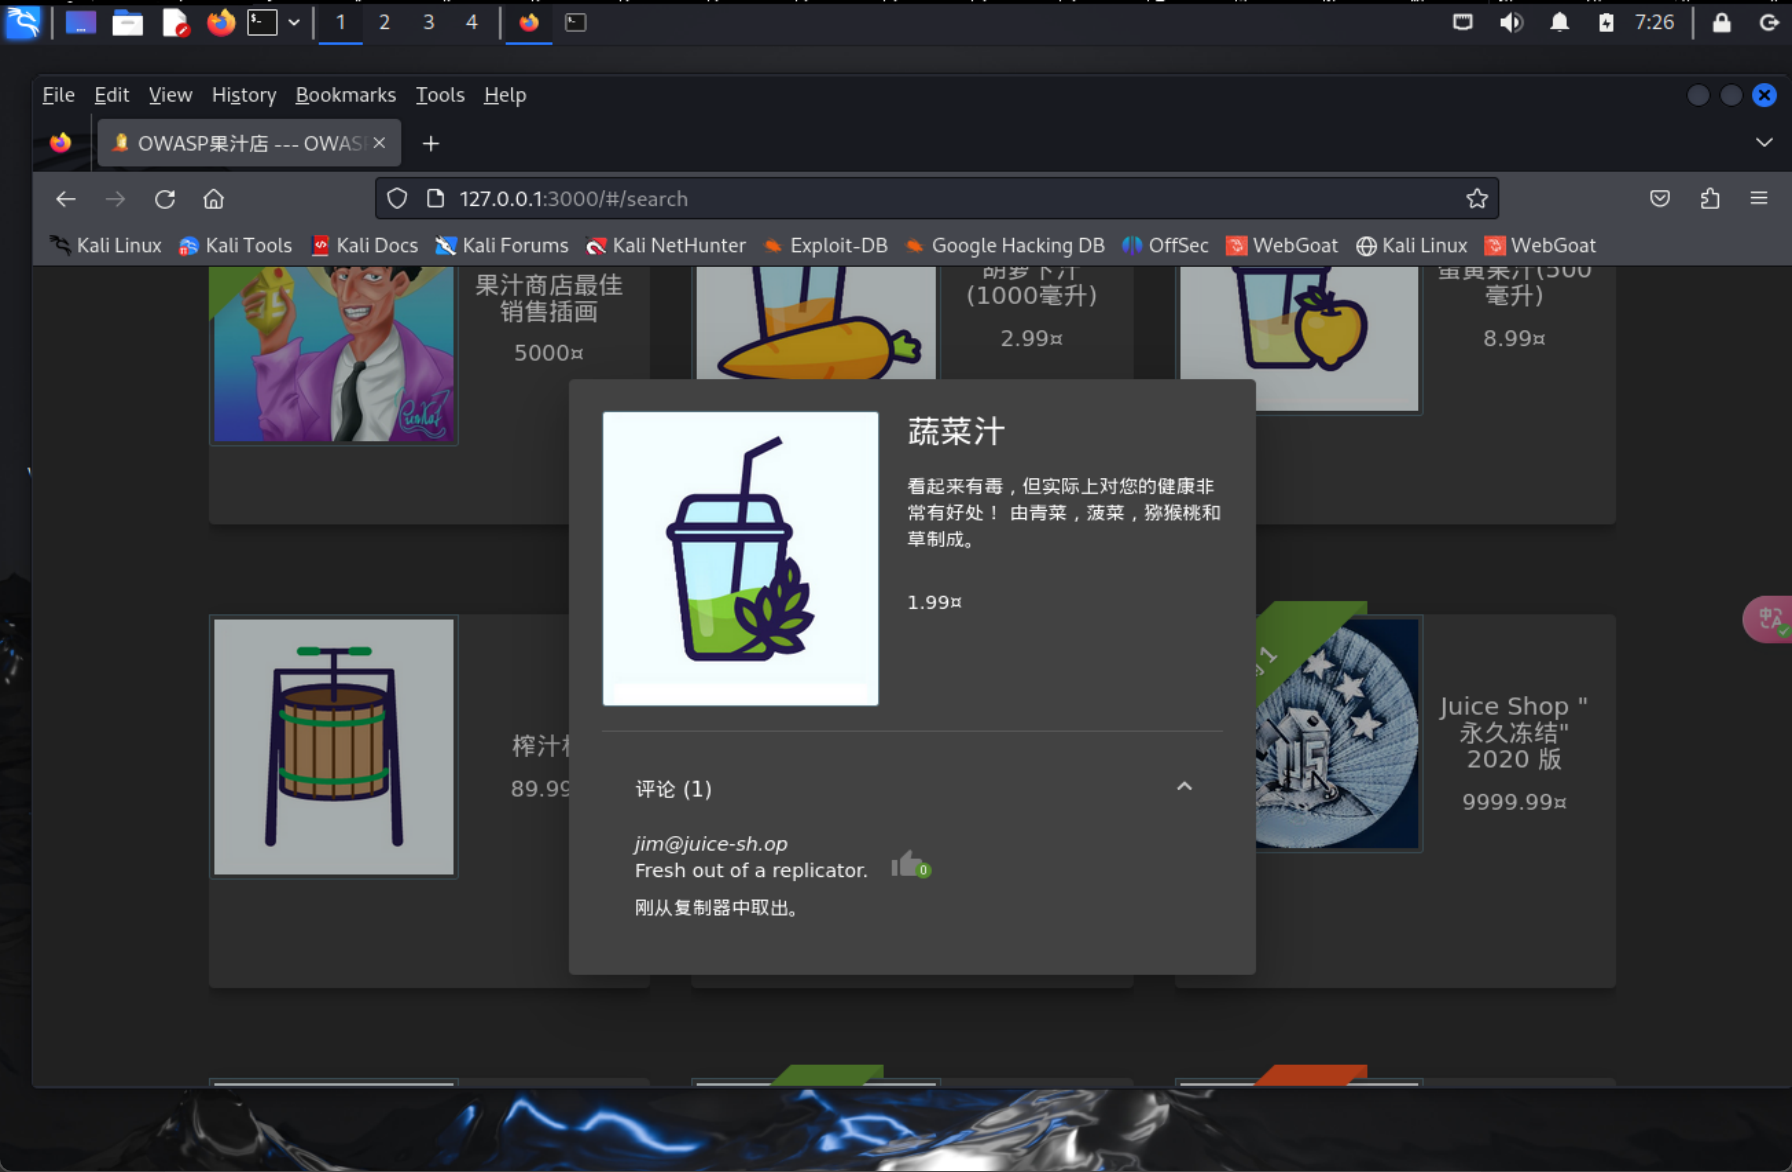 1 2 3 4
7:26
File Edit View History Bookmarks Tools Help
OWASP果汁店 --- OWAS
127.0.0.1:3000/#/search
Kali Linux Kali Tools Kali Docs Kali Forums Kali NetHunter Exploit-DB Google Hacking DB OffSec WebGoat Kali Linux WebGoat
果汁商店最佳
销售插画
5000¤
胡萝卜汁
(1000毫升)
2.99¤
蛋黄果汁(500
毫升)
8.99¤
蔬菜汁
看起来有毒，但实际上对您的健康非
常有好处！ 由青菜，菠菜，猕猴桃和
草制成。
1.99¤
榨汁
89.99
1
Juice Shop "
永久冻结"
2020 版
9999.99¤
评论 (1)
jim@juice-sh.op
Fresh out of a replicator.
0
刚从复制器中取出。